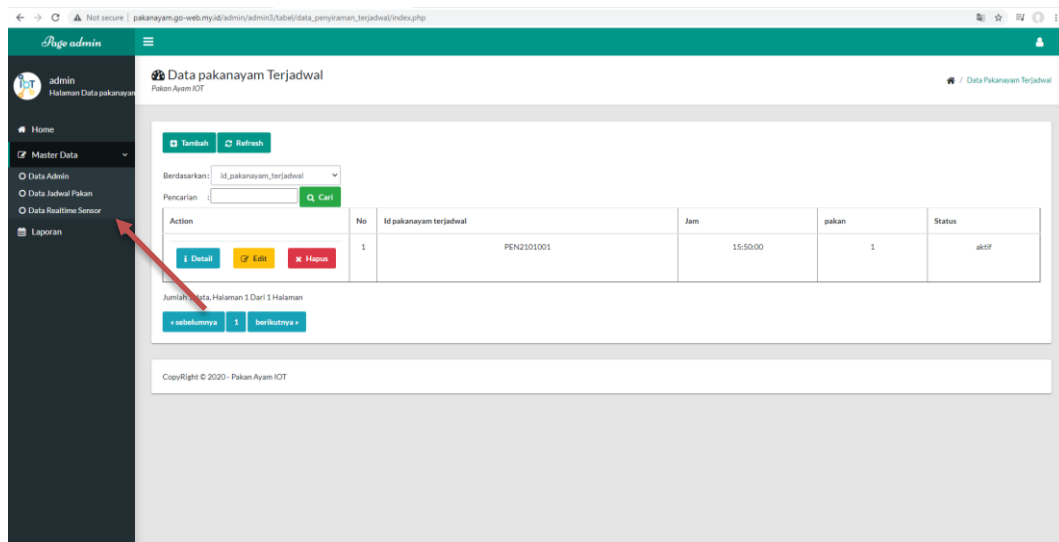 Not secure | pakanayam.go-web.my.id/admin/admin3/tabel/data_penyiraman_terjadwal/index.php
Page admin
IOT
admin
Halaman Data pakanayam
Home
Master Data
Data Admin
Data Jadwal Pakan
Data Realtime Sensor
Laporan
Data pakanayam Terjadwal
Pakan Ayam IOT
/ Data Pakanayam Terjadwal
Tambah Refresh
Berdasarkan : id_pakanayam_terjadwal
Pencarian : Cari
Action No Id pakanayam terjadwal Jam pakan Status
Detail Edit Hapus 1 PEN2101001 15:50:00 1 aktif
Jumlah data, Halaman 1 Dari 1 Halaman
« sebelumnya 1 berikutnya »
CopyRight © 2020 - Pakan Ayam IOT